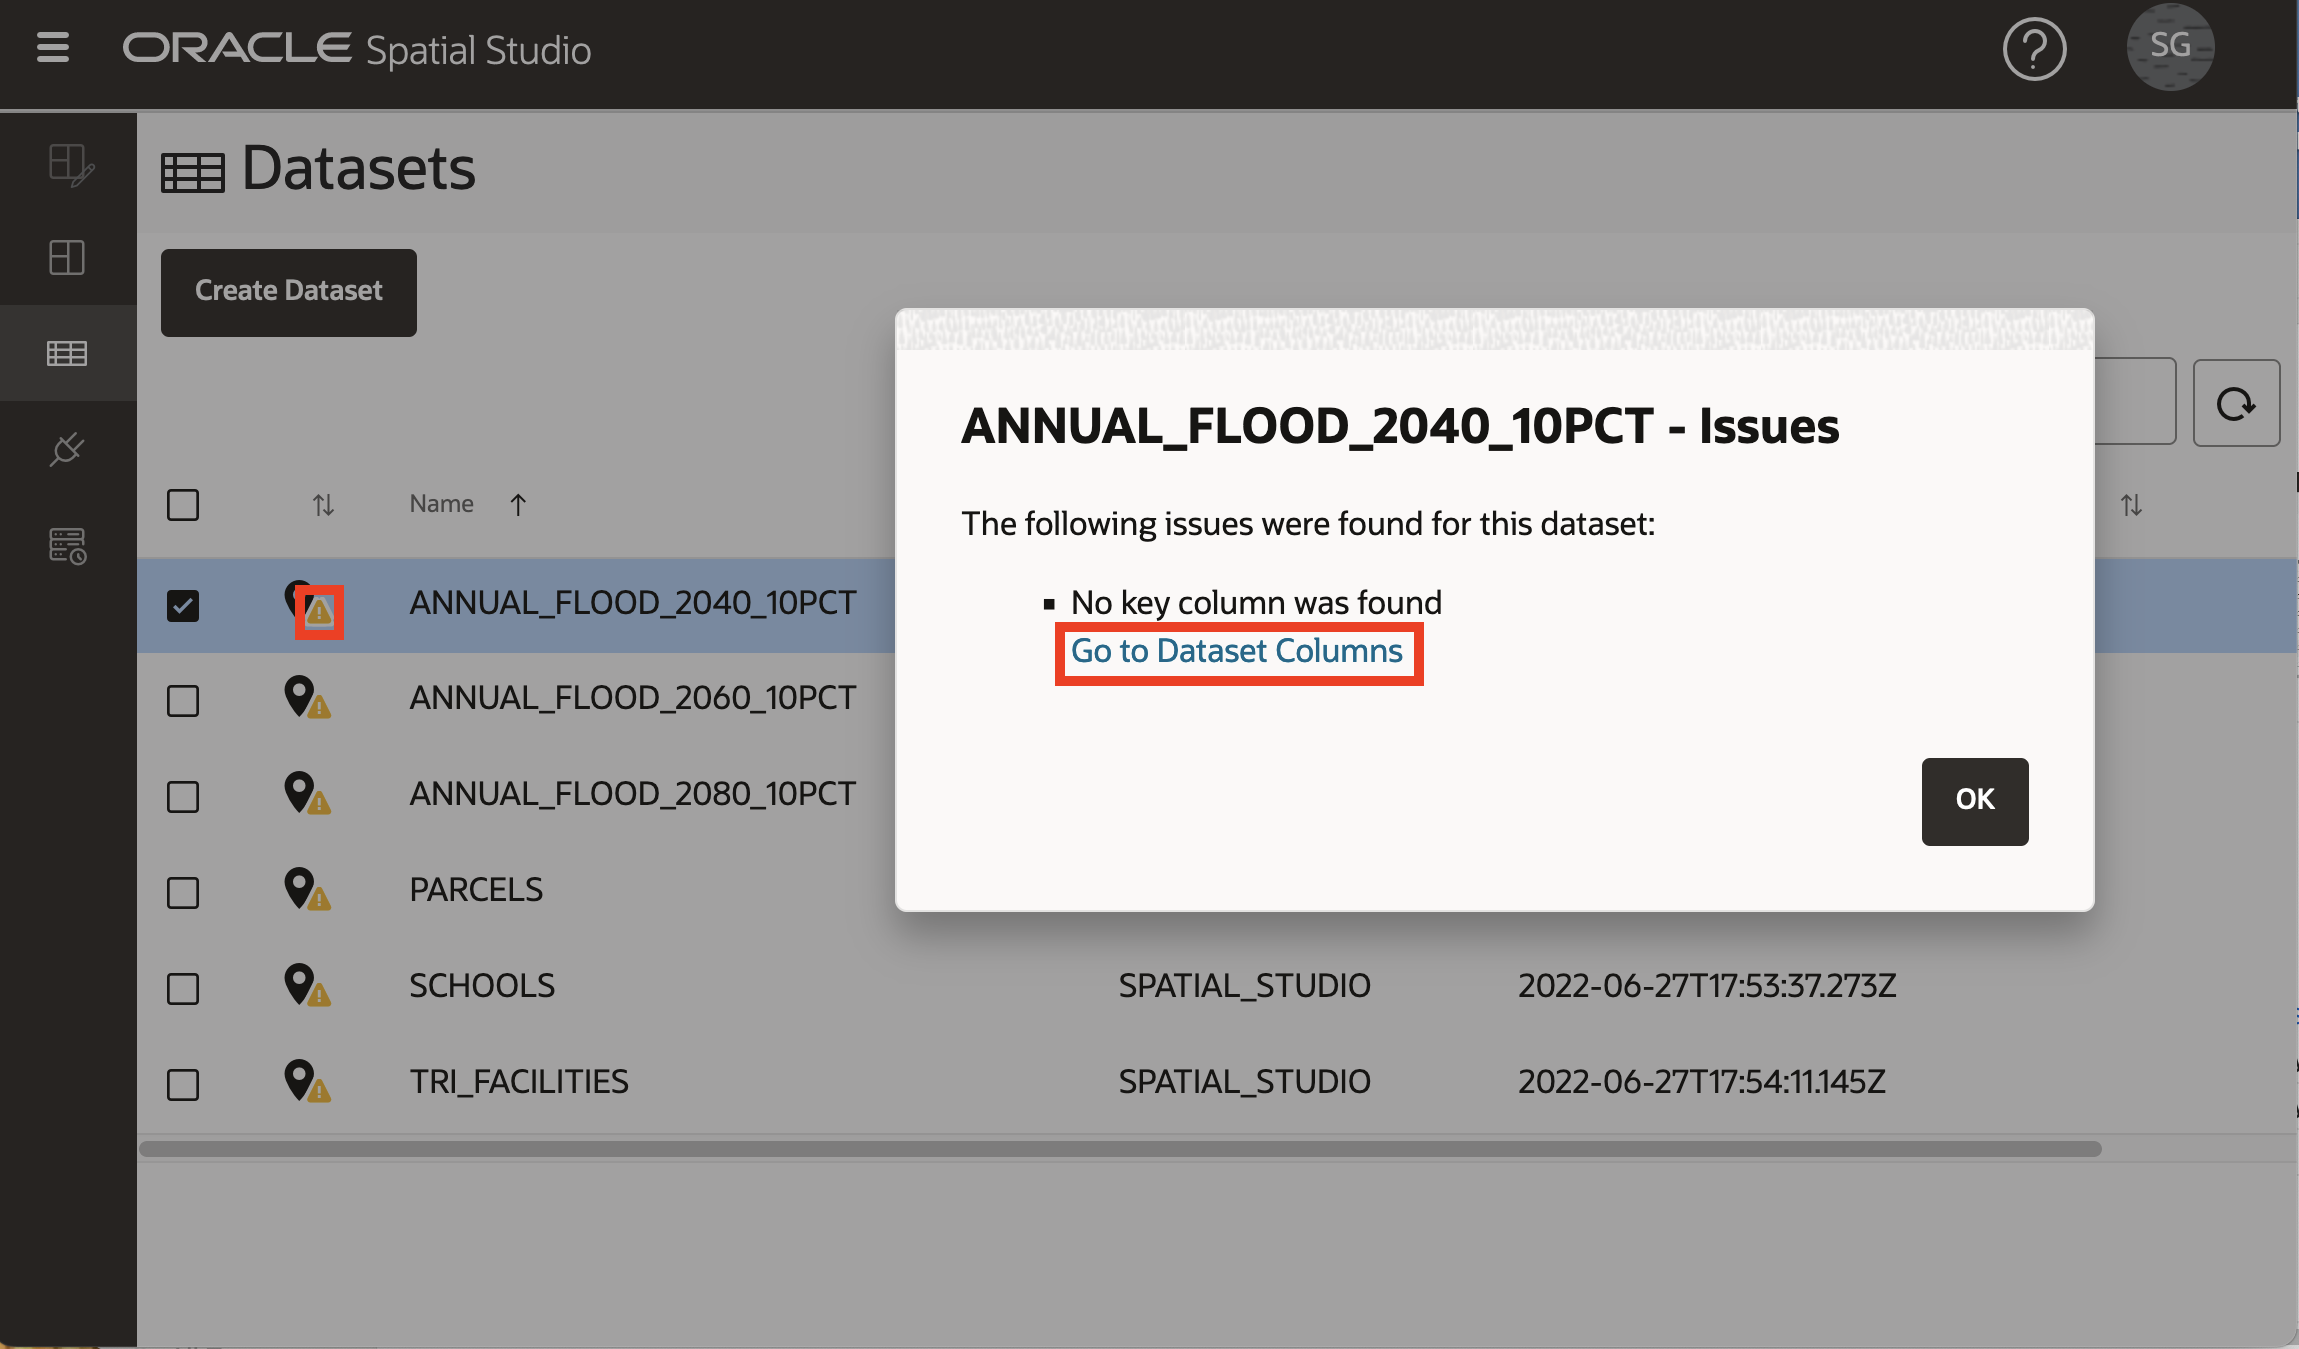 ORACLE Spatial Studio
SG
Datasets
Create Dataset
ANNUAL_FLOOD_2040_10PCT - Issues
The following issues were found for this dataset:
No key column was found
Go to Dataset Columns
OK
Name
ANNUAL_FLOOD_2040_10PCT
ANNUAL_FLOOD_2060_10PCT
ANNUAL_FLOOD_2080_10PCT
PARCELS
SCHOOLS SPATIAL_STUDIO 2022-06-27T17:53:37.273Z
TRI_FACILITIES SPATIAL_STUDIO 2022-06-27T17:54:11.145Z